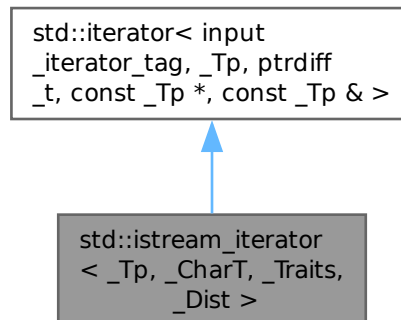 std::iterator< input
_iterator_tag, _Tp, ptrdiff
_t, const _Tp *, const _Tp & >
std::istream_iterator
< _Tp, _CharT, _Traits,
_Dist >